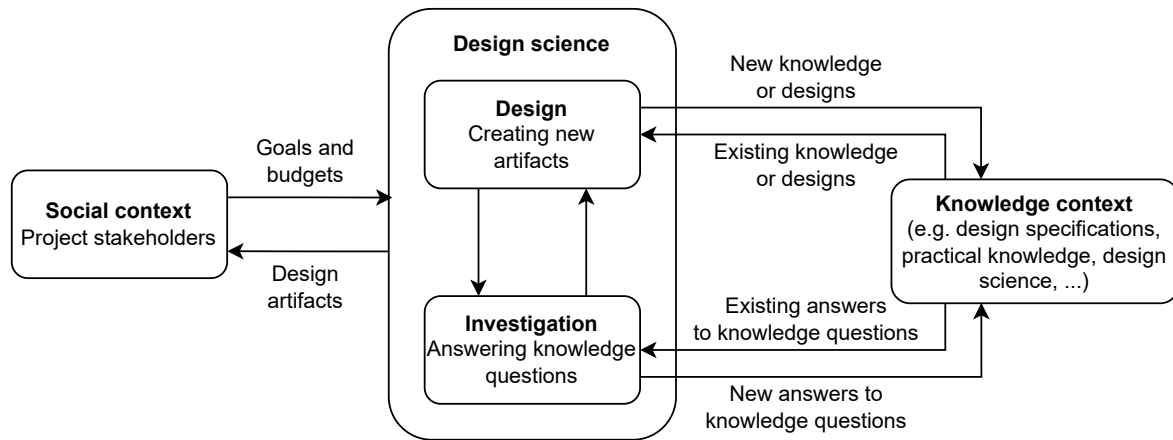 Design science
Design
Creating new
artifacts
New knowledge
or designs
Existing knowledge
or designs
Goals and
budgets
Social context
Project stakeholders
Design
artifacts
Knowledge context
(e.g. design specifications,
practical knowledge, design
science, ...)
Investigation
Answering knowledge
questions
Existing answers
to knowledge questions
New answers to
knowledge questions